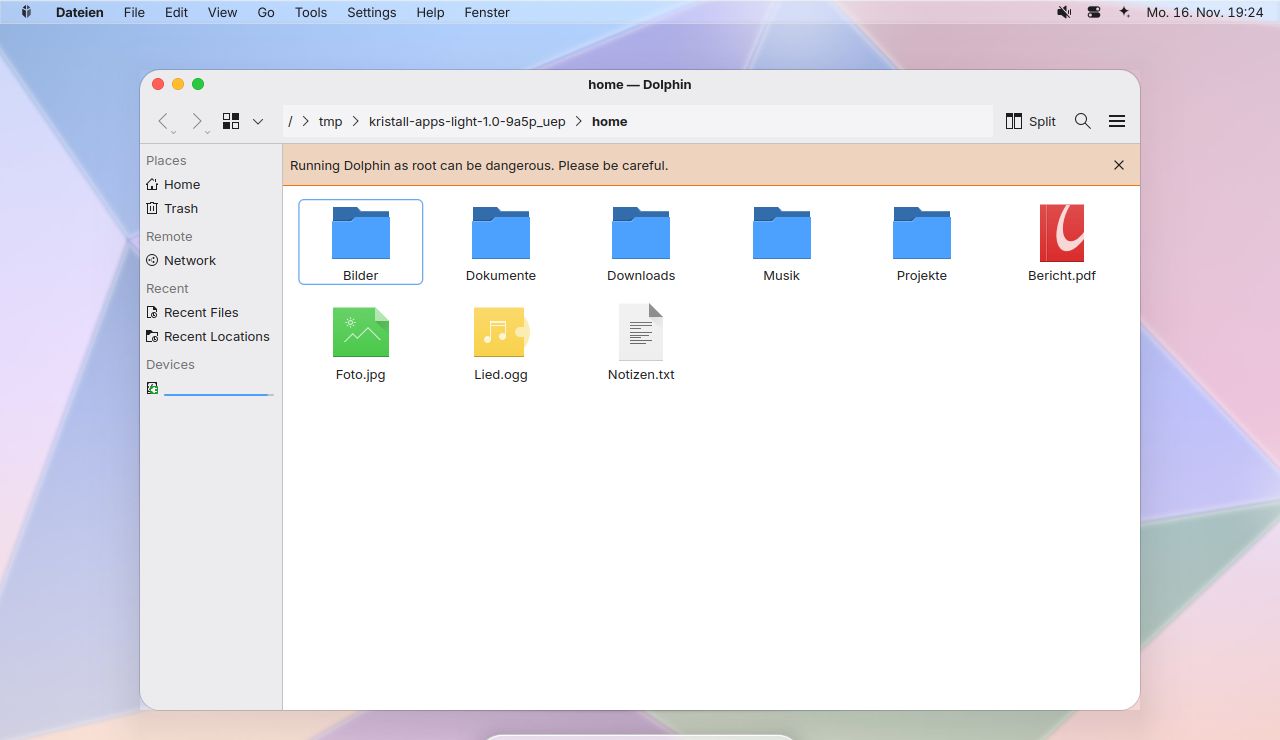 Dateien File Edit View Go Tools Settings Help Fenster Mo. 16. Nov. 19:24
home — Dolphin
/ tmp kristall-apps-light-1.0-9a5p_uep home Split
Places
Home
Trash
Remote
Network
Recent
Recent Files
Recent Locations
Devices
Running Dolphin as root can be dangerous. Please be careful.
Bilder Dokumente Downloads Musik Projekte Bericht.pdf
Foto.jpg Lied.ogg Notizen.txt